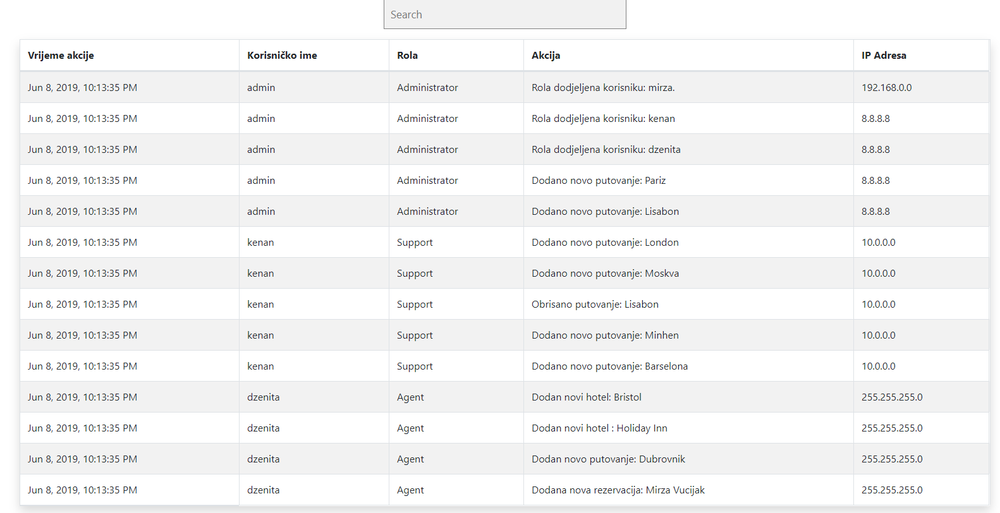 Search
Vrijeme akcije Korisničko ime Rola Akcija IP Adresa
Jun 8, 2019, 10:13:35 PM admin Administrator Rola dodjeljena korisniku: mirza. 192.168.0.0
Jun 8, 2019, 10:13:35 PM admin Administrator Rola dodjeljena korisniku: kenan 8.8.8.8
Jun 8, 2019, 10:13:35 PM admin Administrator Rola dodjeljena korisniku: dzenita 8.8.8.8
Jun 8, 2019, 10:13:35 PM admin Administrator Dodano novo putovanje: Pariz 8.8.8.8
Jun 8, 2019, 10:13:35 PM admin Administrator Dodano novo putovanje: Lisabon 8.8.8.8
Jun 8, 2019, 10:13:35 PM kenan Support Dodano novo putovanje: London 10.0.0.0
Jun 8, 2019, 10:13:35 PM kenan Support Dodano novo putovanje: Moskva 10.0.0.0
Jun 8, 2019, 10:13:35 PM kenan Support Obrisano putovanje: Lisabon 10.0.0.0
Jun 8, 2019, 10:13:35 PM kenan Support Dodano novo putovanje: Minhen 10.0.0.0
Jun 8, 2019, 10:13:35 PM kenan Support Dodano novo putovanje: Barselona 10.0.0.0
Jun 8, 2019, 10:13:35 PM dzenita Agent Dodan novi hotel: Bristol 255.255.255.0
Jun 8, 2019, 10:13:35 PM dzenita Agent Dodan novi hotel : Holiday Inn 255.255.255.0
Jun 8, 2019, 10:13:35 PM dzenita Agent Dodan novo putovanje: Dubrovnik 255.255.255.0
Jun 8, 2019, 10:13:35 PM dzenita Agent Dodana nova rezervacija: Mirza Vucijak 255.255.255.0